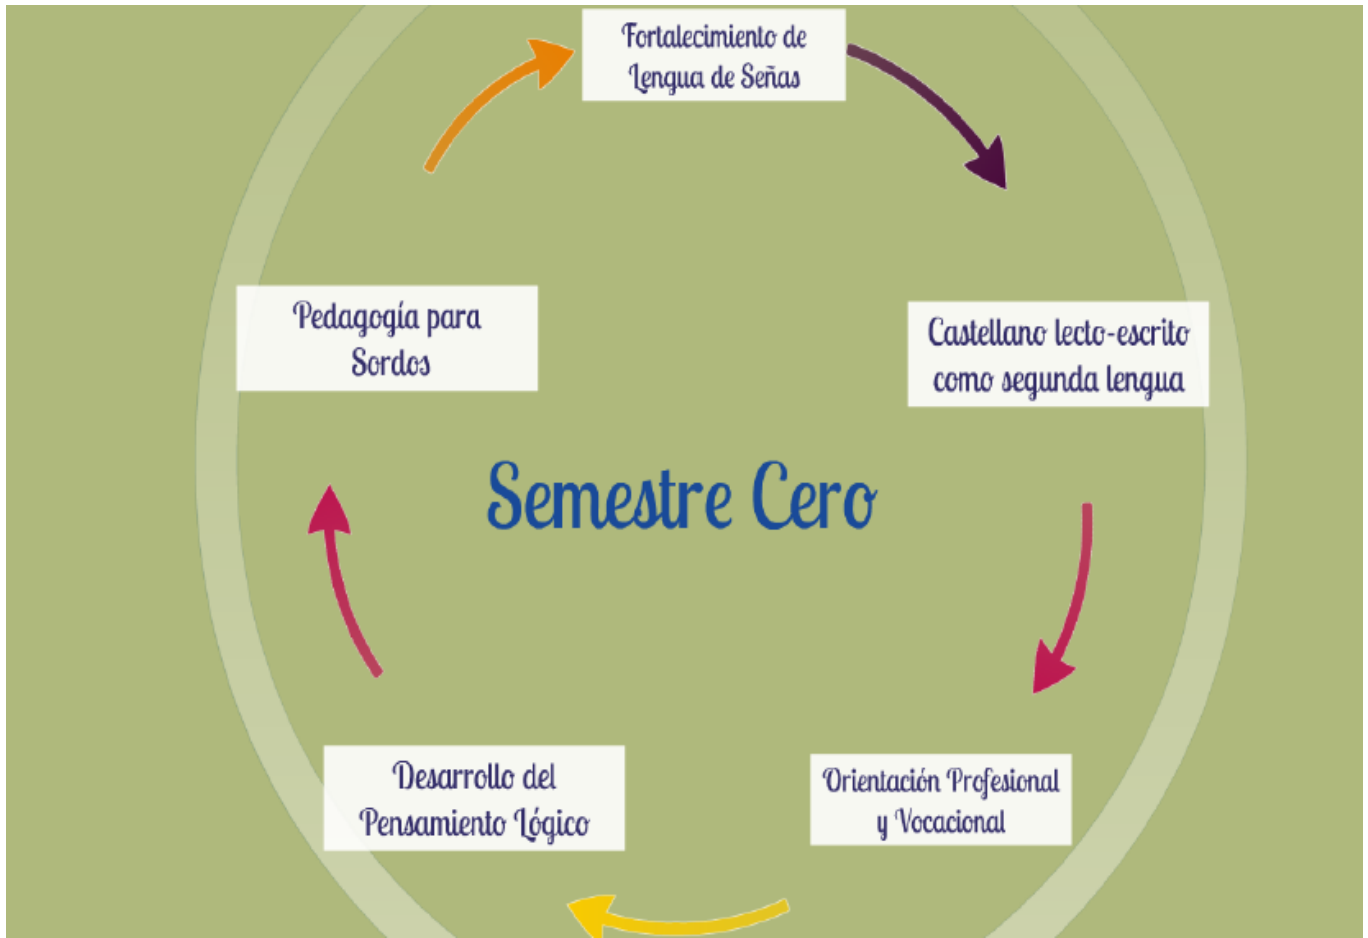 Fortalecimiento de
Lengua de Señas
Pedagogía para
Sordos
Castellano lecto-escrito
como segunda lengua
Semestre Cero
Desarrollo del
Pensamiento Lógico
Orientación Profesional
y Vocacional